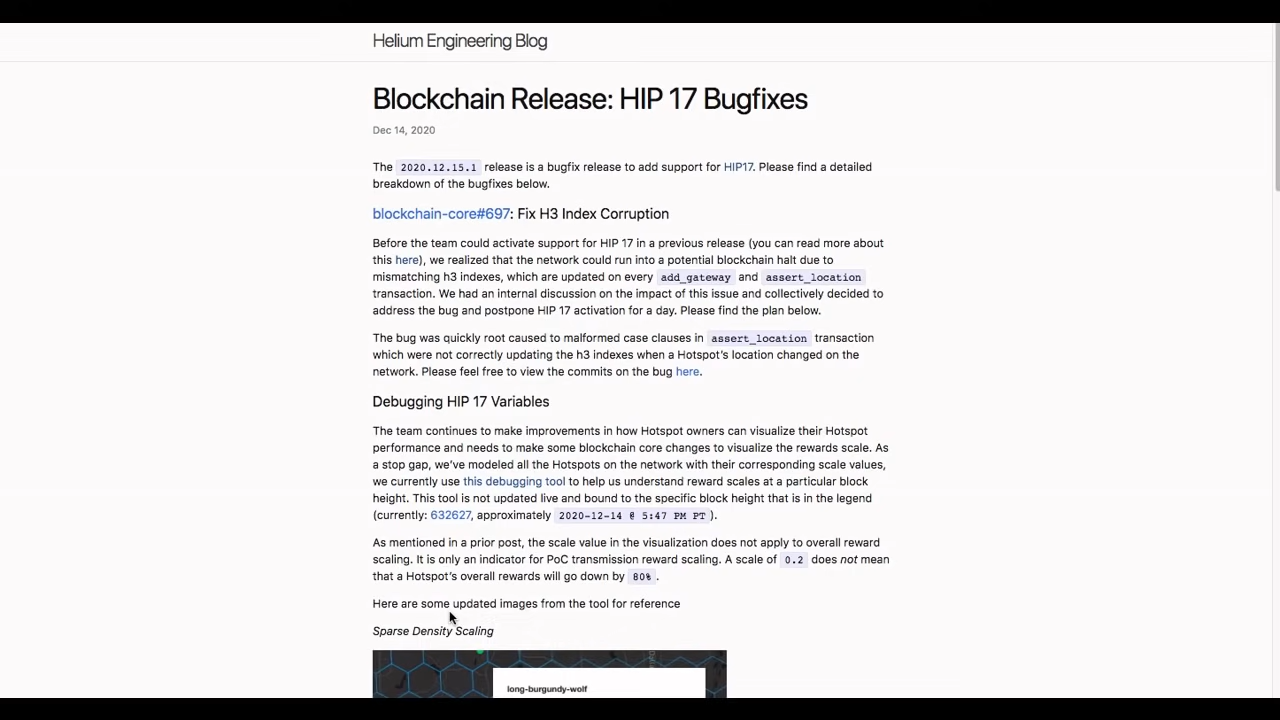 Helium Engineering Blog
Blockchain Release: HIP 17 Bugfixes
Dec 14, 2020
The 2020.12.15.1 release is a bugfix release to add support for HIP17. Please find a detailed
breakdown of the bugfixes below.
blockchain-core#697: Fix H3 Index Corruption
Before the team could activate support for HIP 17 in a previous release (you can read more about
this here), we realized that the network could run into a potential blockchain halt due to
mismatching h3 indexes, which are updated on every add_gateway and assert_location
transaction. We had an internal discussion on the impact of this issue and collectively decided to
address the bug and postpone HIP 17 activation for a day. Please find the plan below.
The bug was quickly root caused to malformed case clauses in assert_location transaction
which were not correctly updating the h3 indexes when a Hotspot's location changed on the
network. Please feel free to view the commits on the bug here.
Debugging HIP 17 Variables
The team continues to make improvements in how Hotspot owners can visualize their Hotspot
performance and needs to make some blockchain core changes to visualize the rewards scale. As
a stop gap, we've modeled all the Hotspots on the network with their corresponding scale values,
we currently use this debugging tool to help us understand reward scales at a particular block
height. This tool is not updated live and bound to the specific block height that is in the legend
(currently: 632627, approximately 2020-12-14 @ 5:47 PM PT).
As mentioned in a prior post, the scale value in the visualization does not apply to overall reward
scaling. It is only an indicator for PoC transmission reward scaling. A scale of 0.2 does not mean
that a Hotspot's overall rewards will go down by 80%.
Here are some updated images from the tool for reference
Sparse Density Scaling
long-burgundy-wolf